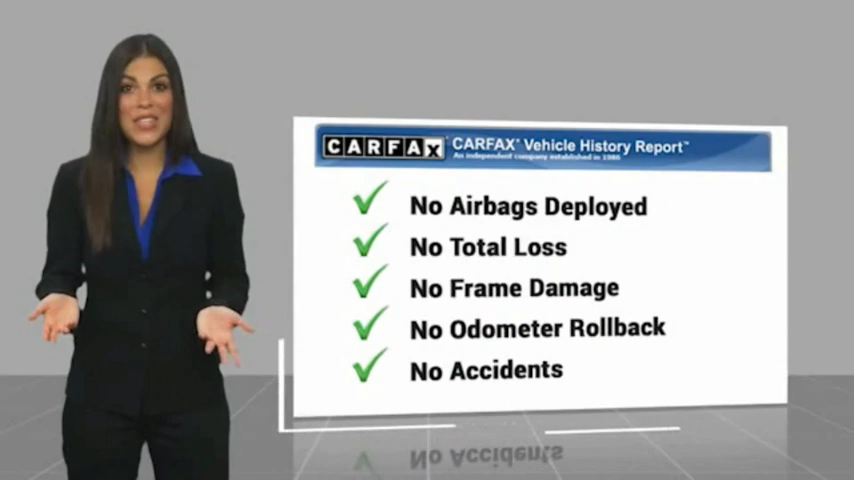 CARFAX CARFAX® Vehicle History Report™
An independent company established in 1986
No Airbags Deployed
No Total Loss
No Frame Damage
No Odometer Rollback
No Accidents
No Accidents